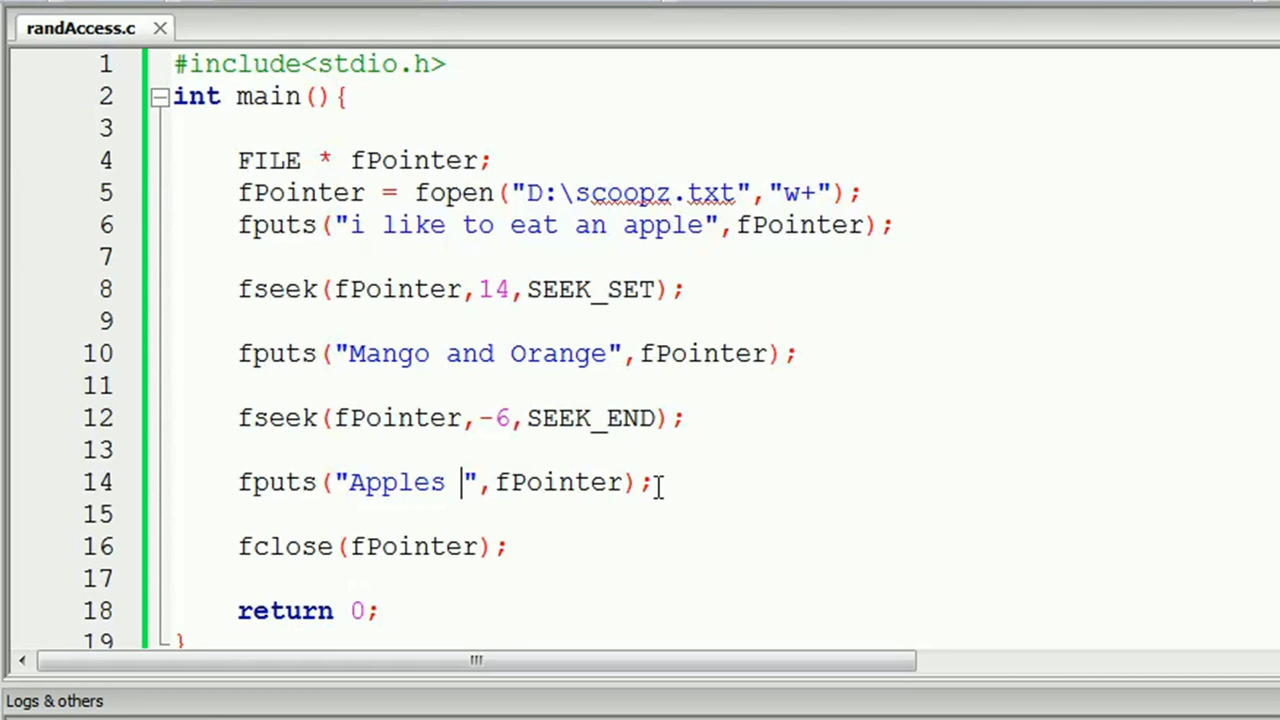 randAccess.c
1 #include<stdio.h>
2 int main(){
3
4 FILE * fPointer;
5 fPointer = fopen("D:\scoopz.txt","w+");
6 fputs("i like to eat an apple",fPointer);
7
8 fseek(fPointer,14,SEEK_SET);
9
10 fputs("Mango and Orange",fPointer);
11
12 fseek(fPointer,-6,SEEK_END);
13
14 fputs("Apples ",fPointer);
15
16 fclose(fPointer);
17
18 return 0;
19 }
Logs & others